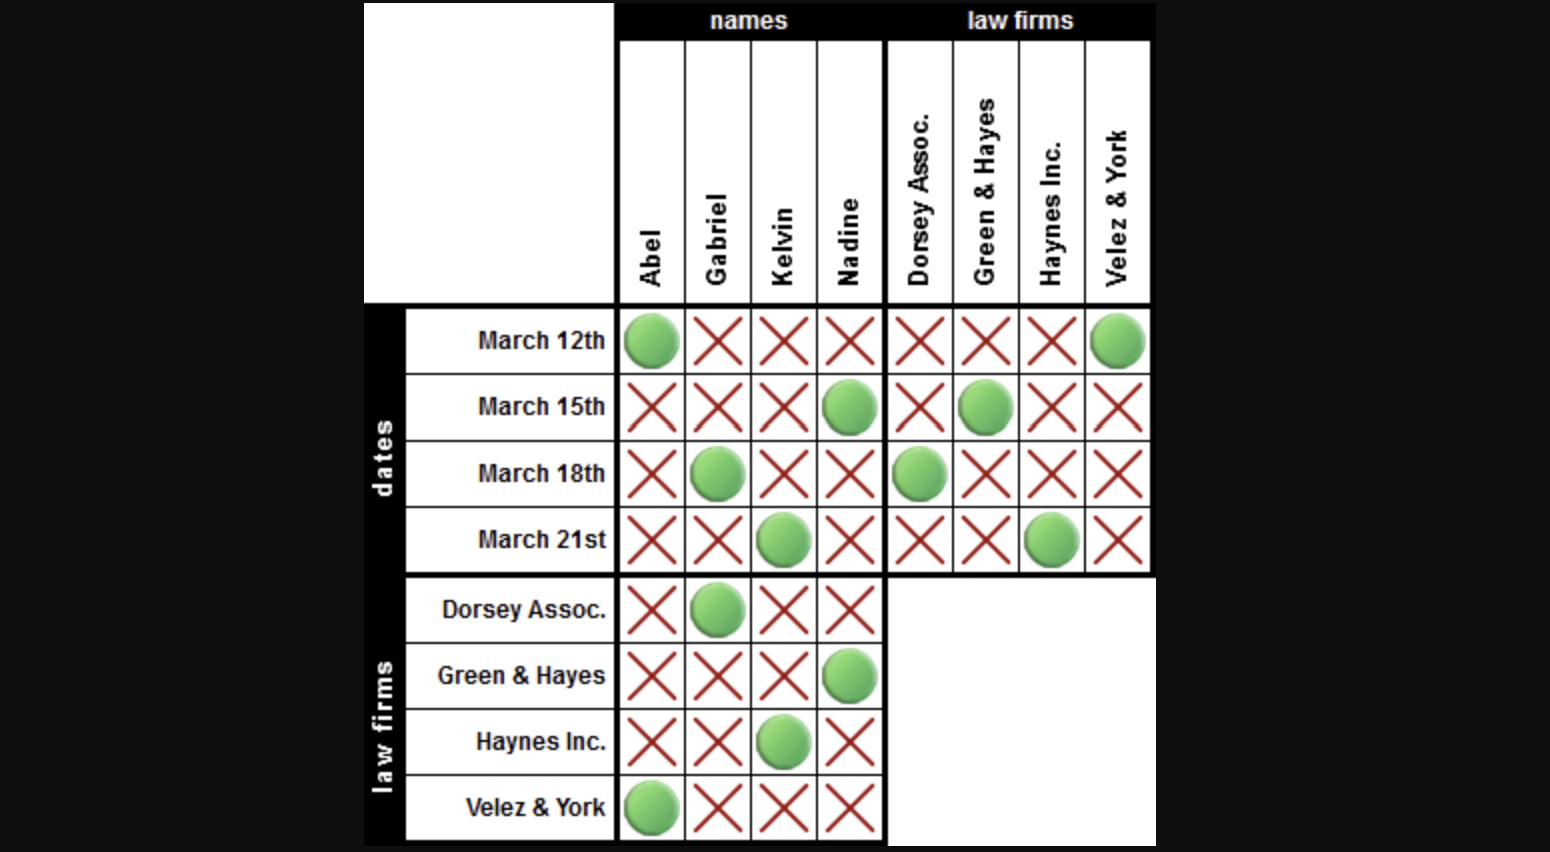 names
law firms
Abel
Gabriel
Kelvin
Nadine
Dorsey Assoc.
Green & Hayes
Haynes Inc.
Velez & York
dates
March 12th
March 15th
March 18th
March 21st
law firms
Dorsey Assoc.
Green & Hayes
Haynes Inc.
Velez & York